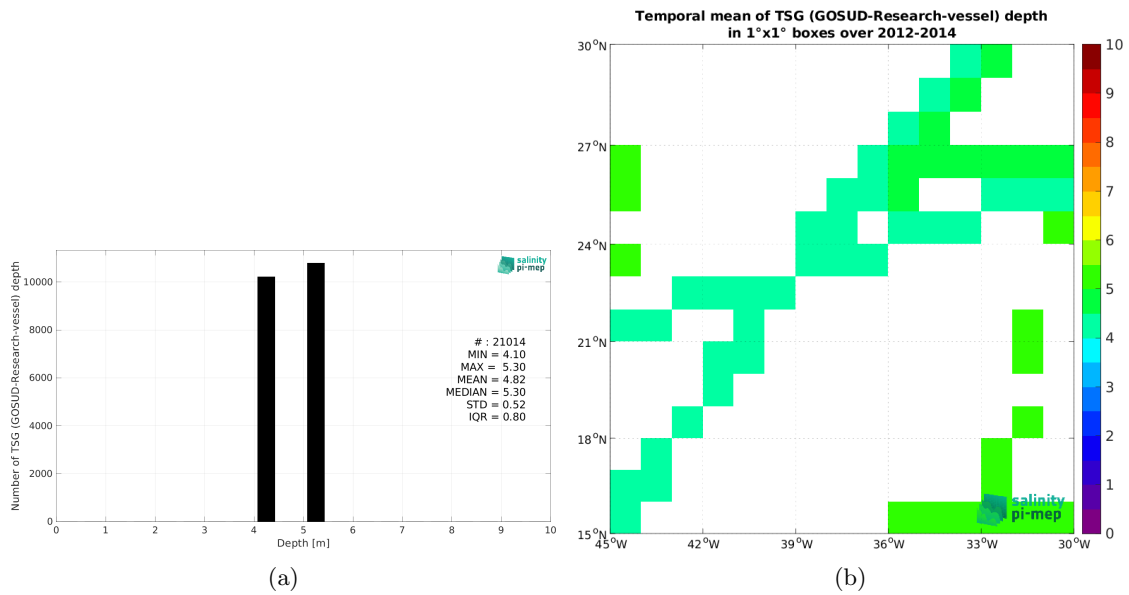 Number of TSG (GOSUD-Research-vessel) depth
10000
8000
6000
4000
2000
0
salinity
pi-mep
# : 21014
MIN = 4.10
MAX = 5.30
MEAN = 4.82
MEDIAN = 5.30
STD = 0.52
IQR = 0.80
0 1 2 3 4 5 6 7 8 9 10
Depth [m]
(a)
Temporal mean of TSG (GOSUD-Research-vessel) depth
in 1°x1° boxes over 2012-2014
30°N
27°N
24°N
21°N
18°N
15°N
45°W 42°W 39°W 36°W 33°W 30°W
salinity
pi-mep
10
9
8
7
6
5
4
3
2
1
0
(b)